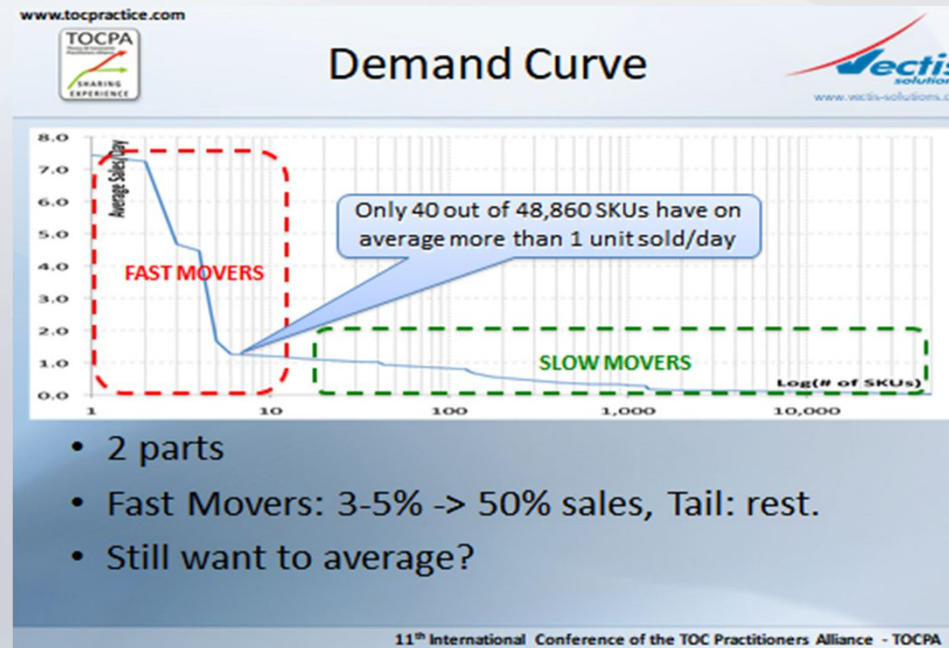 www.tocpractice.com
TOCPA
SHARING
EXPERIENCE
Demand Curve
Vectis
solution
www.vectis-solutions.c
8.0
7.0
6.0
5.0
4.0
3.0
2.0
1.0
0.0
Average Sales/Day
Only 40 out of 48,860 SKUs have on
average more than 1 unit sold/day
FAST MOVERS
SLOW MOVERS
Log(# of SKUs)
1 10 100 1,000 10,000
• 2 parts
• Fast Movers: 3-5% -> 50% sales, Tail: rest.
• Still want to average?
11th International Conference of the TOC Practitioners Alliance - TOCPA